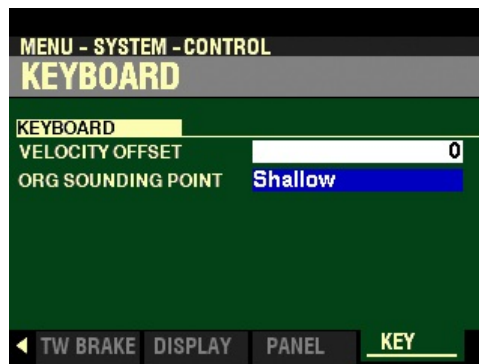 MENU - SYSTEM - CONTROL
KEYBOARD
KEYBOARD
VELOCITY OFFSET 0
ORG SOUNDING POINT Shallow
TW BRAKE DISPLAY PANEL KEY